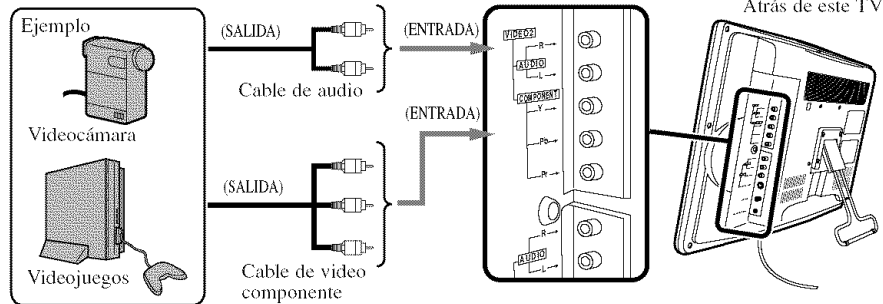 Ejemplo
Videocámara
Videojuegos
(SALIDA)
Cable de audio
(ENTRADA)
(SALIDA)
Cable de video
componente
(ENTRADA)
VIDEO2
R
AUDIO
L
COMPONENT
Y
Pb
Pr
R
AUDIO
L
Atrás de este TV